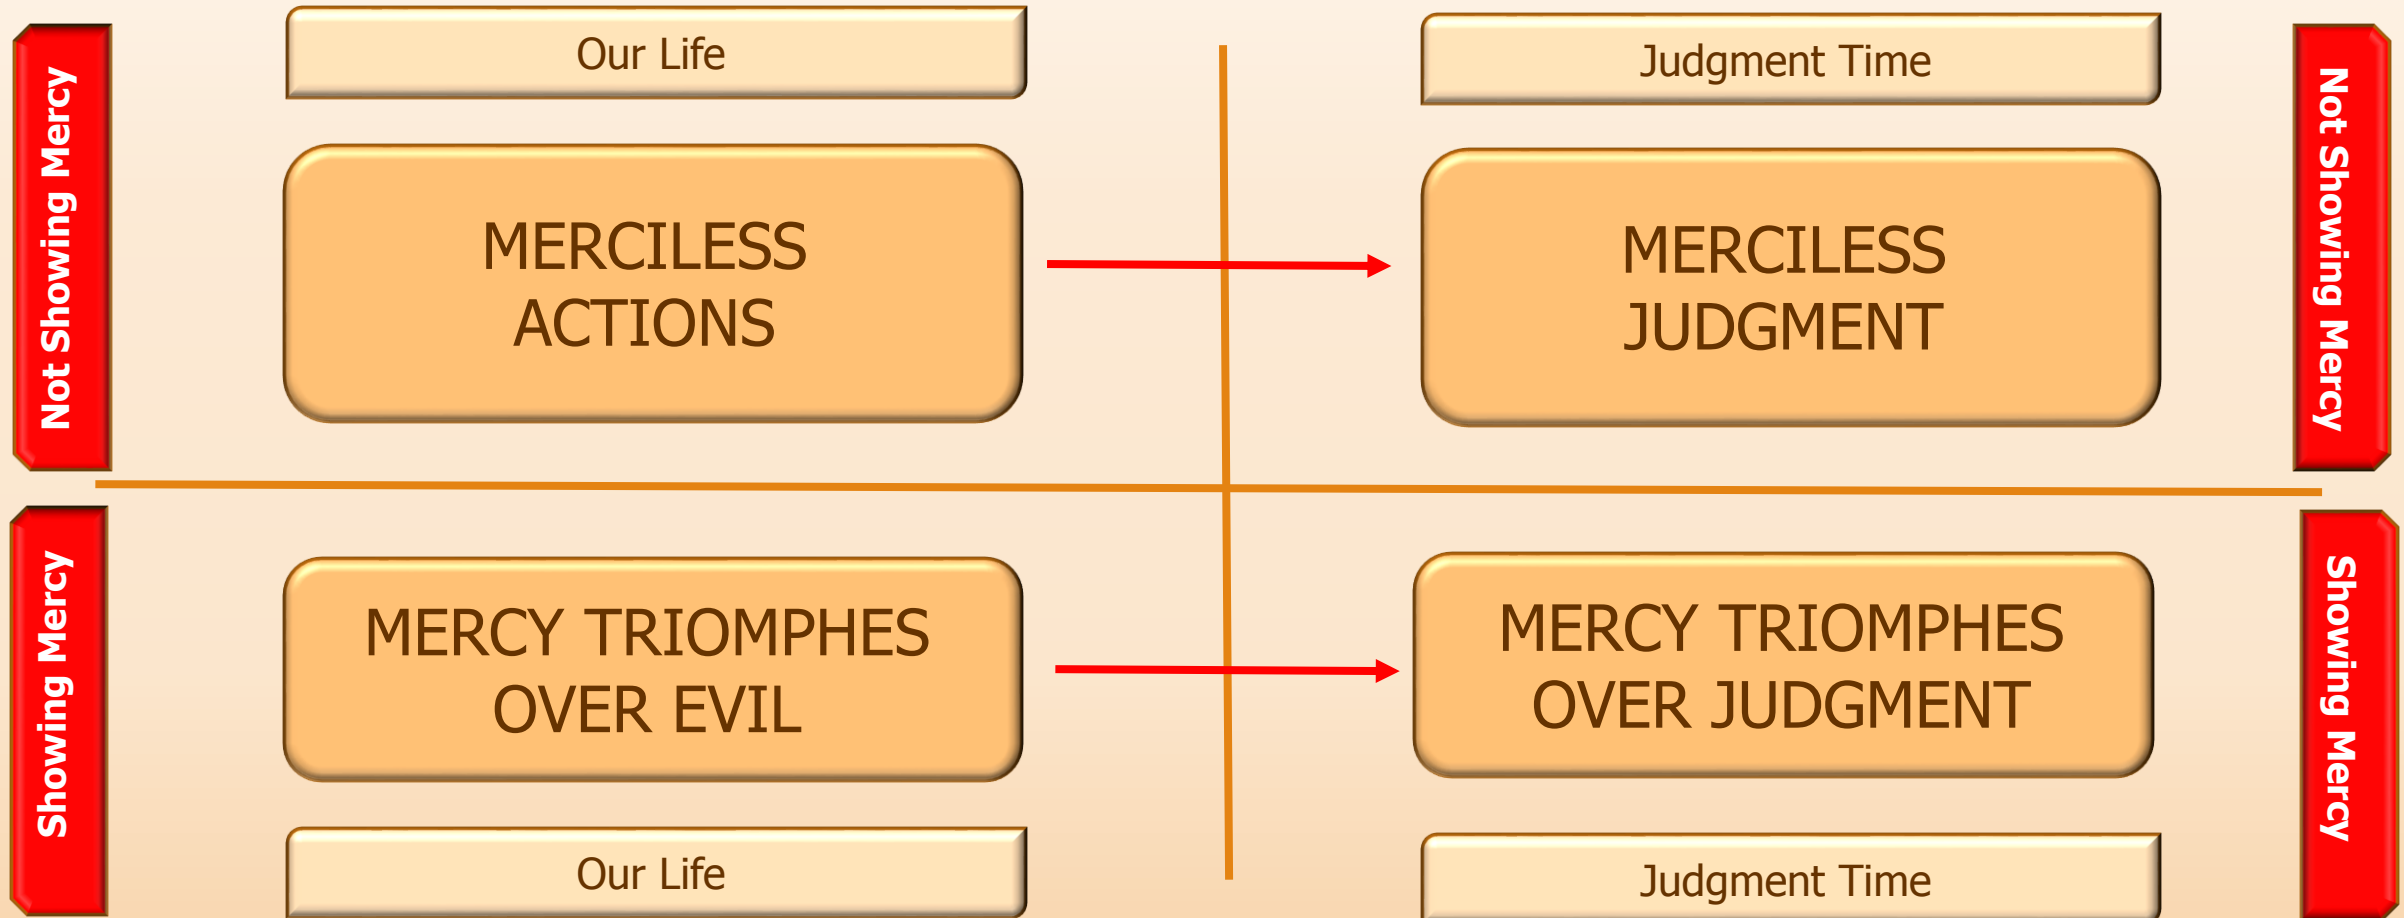 Our Life
Judgment Time
Not Showing Mercy
MERCILESS
ACTIONS
MERCILESS
JUDGMENT
Not Showing Mercy
Showing Mercy
MERCY TRIOMPHES
OVER EVIL
MERCY TRIOMPHES
OVER JUDGMENT
Showing Mercy
Our Life
Judgment Time